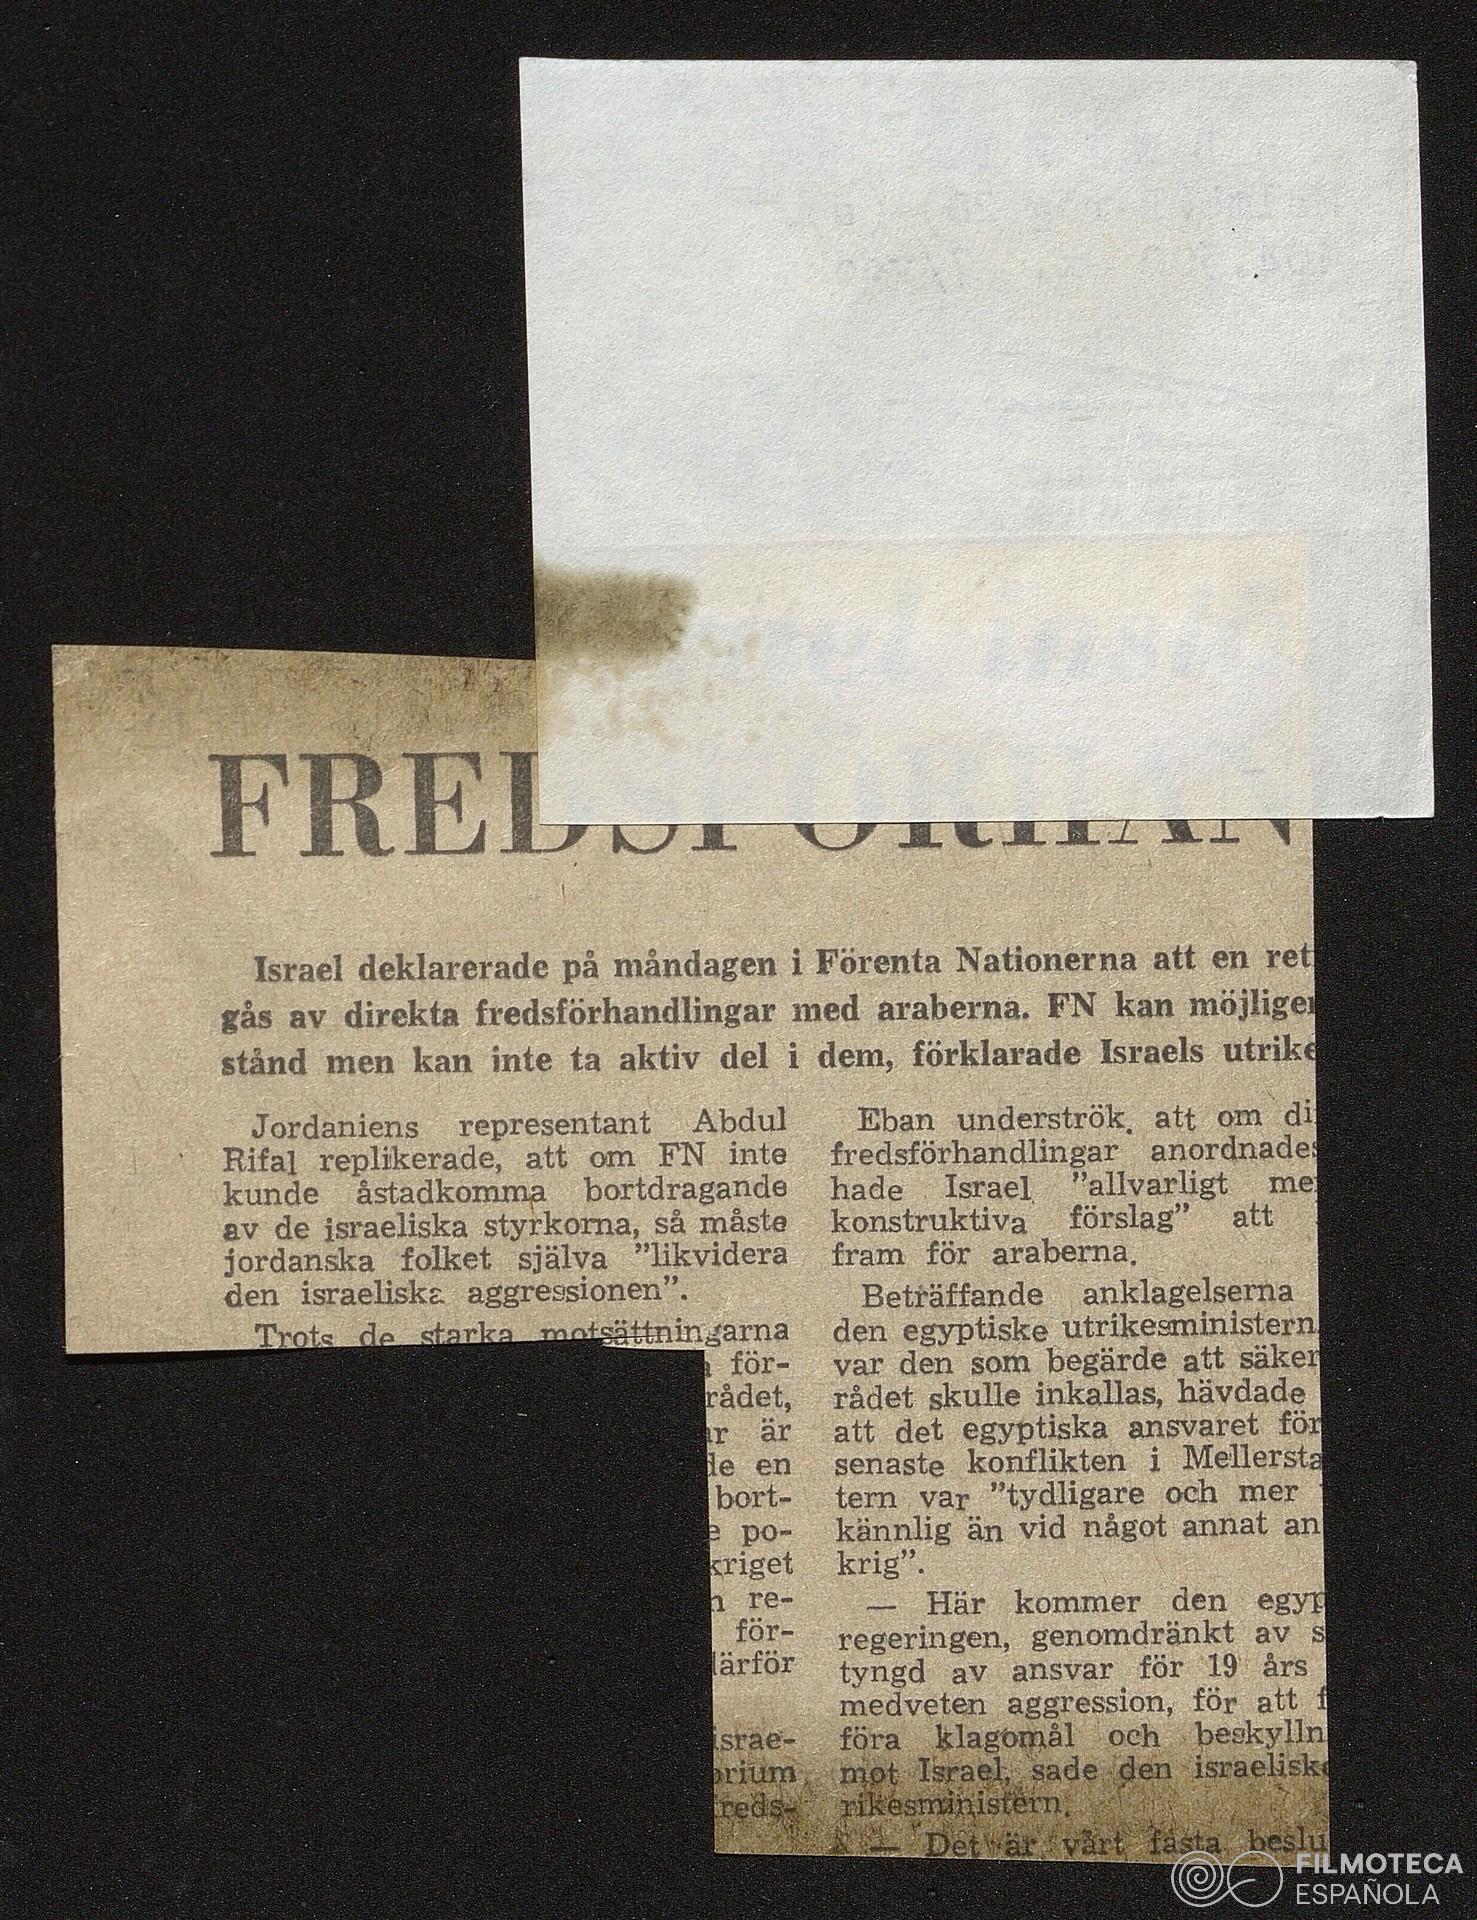 FREDSFÖRHAN
Israel deklarerade på måndagen i Förenta Nationerna att en ret
gås av direkta fredsförhandlingar med araberna. FN kan möjliger
stånd men kan inte ta aktiv del i dem, förklarade Israels utrike
Jordaniens representant Abdul
Rifal replikerade, att om FN inte
kunde åstadkomma bortdragande
av de israeliska styrkorna, så måste
jordanska folket själva ”likvidera
den israeliska aggressionen”.
Trots de starka motsättningarna
för-
rådet,
är
de en
bort-
po-
kriget
re-
för-
därför
israe-
orium
freds-
Eban underströk, att om di
fredsförhandlingar anordnades
hade Israel ”allvarligt me
konstruktiva förslag” att
fram för araberna.
Beträffande anklagelserna
den egyptiske utrikesministern,
var den som begärde att säker
rådet skulle inkallas, hävdade
att det egyptiska ansvaret för
senaste konflikten i Mellersta
tern var ”tydligare och mer
kännlig än vid något annat an
krig”.
— Här kommer den egyp
regeringen, genomdränkt av s
tyngd av ansvar för 19 års
medveten aggression, för att f
föra klagomål och beskylln
mot Israel, sade den israeliske
rikesministern.
— Det är vårt fasta beslu
FILMOTECA
ESPAÑOLA